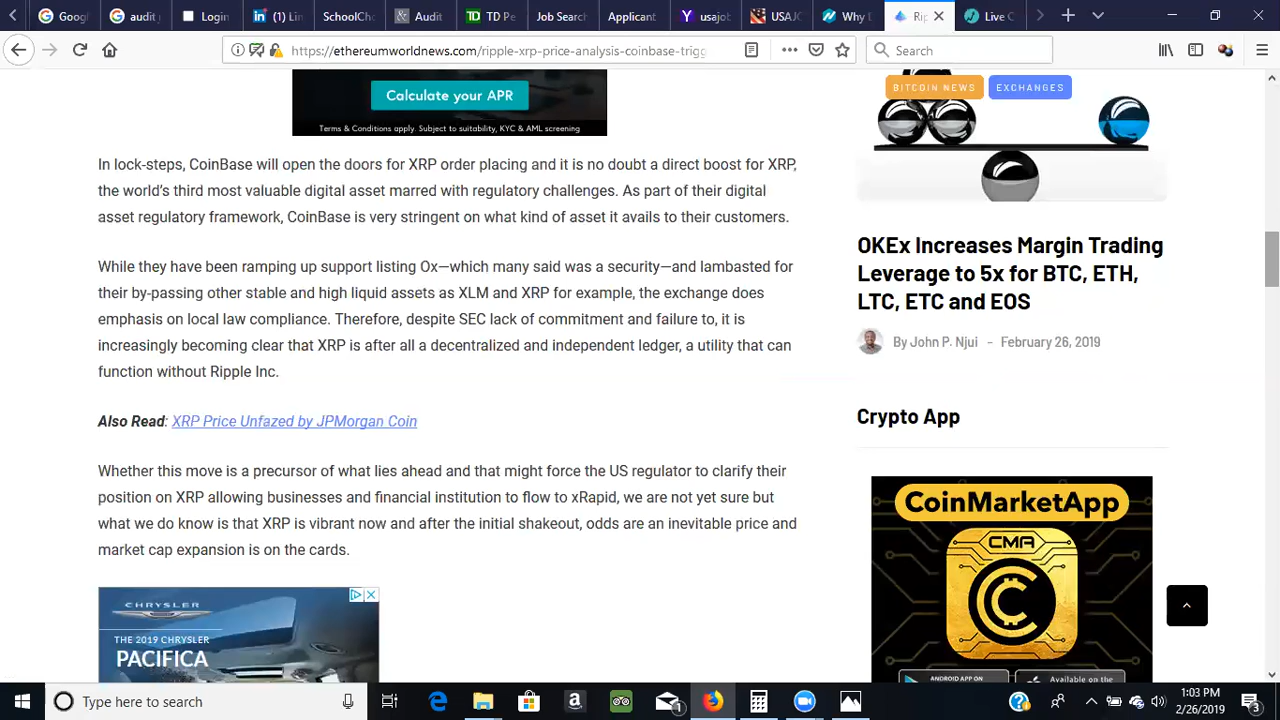 Googl
audit j
Login
(1) Lin
SchoolCho
Audit
TD Pe
Job Search
Applicant
usajob
USAJC
Why D
Rip
Live C
https://ethereumworldnews.com/ripple-xrp-price-analysis-coinbase-trigg
Search
Calculate your APR
Terms & Conditions apply. Subject to suitability, KYC & AML screening
In lock-steps, CoinBase will open the doors for XRP order placing and it is no doubt a direct boost for XRP,
the world's third most valuable digital asset marred with regulatory challenges. As part of their digital
asset regulatory framework, CoinBase is very stringent on what kind of asset it avails to their customers.
While they have been ramping up support listing Ox—which many said was a security—and lambasted for
their by-passing other stable and high liquid assets as XLM and XRP for example, the exchange does
emphasis on local law compliance. Therefore, despite SEC lack of commitment and failure to, it is
increasingly becoming clear that XRP is after all a decentralized and independent ledger, a utility that can
function without Ripple Inc.
Also Read: XRP Price Unfazed by JPMorgan Coin
Whether this move is a precursor of what lies ahead and that might force the US regulator to clarify their
position on XRP allowing businesses and financial institution to flow to xRapid, we are not yet sure but
what we do know is that XRP is vibrant now and after the initial shakeout, odds are an inevitable price and
market cap expansion is on the cards.
CHRYSLER
THE 2019 CHRYSLER
PACIFICA
BITCOIN NEWS
EXCHANGES
OKEx Increases Margin Trading
Leverage to 5x for BTC, ETH,
LTC, ETC and EOS
By John P. Njui - February 26, 2019
Crypto App
CoinMarketApp
CMA
ANDROID APP ON
Available on the
Type here to search
1:03 PM
2/26/2019